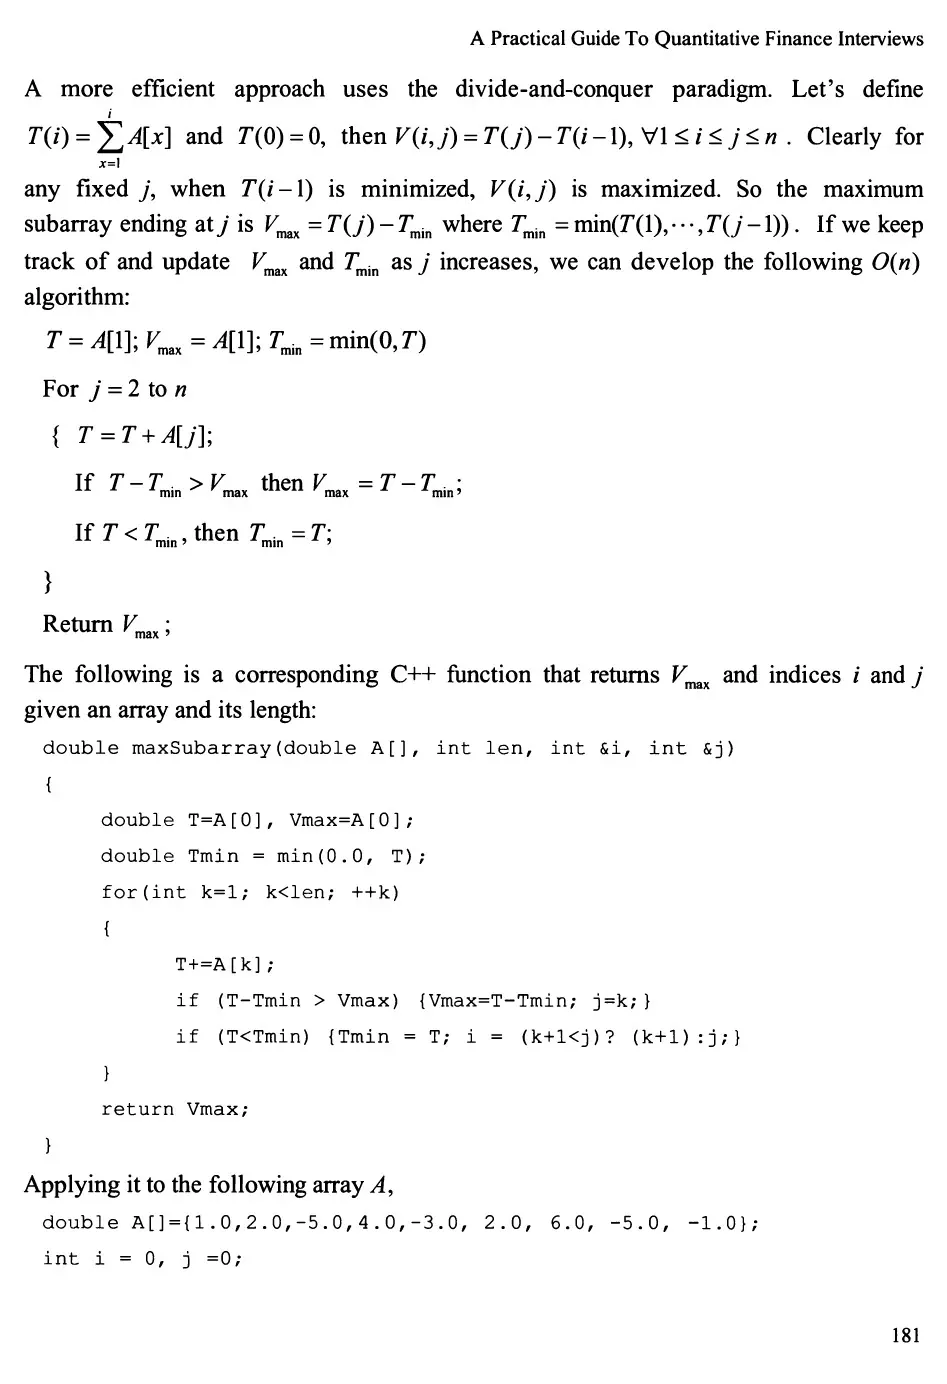 A Practical Guide To Quantitative Finance Interviews
A more efficient approach uses the divide-and-conquer paradigm. Let's define
T(i) = ∑_{x=1}^{i} A[x] and T(0) = 0, then V(i, j) = T(j) − T(i − 1), ∀1 ≤ i ≤ j ≤ n . Clearly for
any fixed j, when T(i − 1) is minimized, V(i, j) is maximized. So the maximum
subarray ending at j is V_max = T(j) − T_min where T_min = min(T(1),⋯,T(j − 1)). If we keep
track of and update V_max and T_min as j increases, we can develop the following O(n)
algorithm:
T = A[1]; V_max = A[1]; T_min = min(0, T)
For j = 2 to n
{ T = T + A[j];
If T − T_min > V_max then V_max = T − T_min;
If T < T_min, then T_min = T;
}
Return V_max ;
The following is a corresponding C++ function that returns V_max and indices i and j
given an array and its length:
double maxSubarray(double A[], int len, int &i, int &j)
{
double T=A[0], Vmax=A[0];
double Tmin = min(0.0, T);
for(int k=1; k<len; ++k)
{
T+=A[k];
if (T-Tmin > Vmax) {Vmax=T-Tmin; j=k;}
if (T<Tmin) {Tmin = T; i = (k+1<j)? (k+1):j;}
}
return Vmax;
}
Applying it to the following array A,
double A[]={1.0,2.0,-5.0,4.0,-3.0, 2.0, 6.0, -5.0, -1.0};
int i = 0, j =0;
181